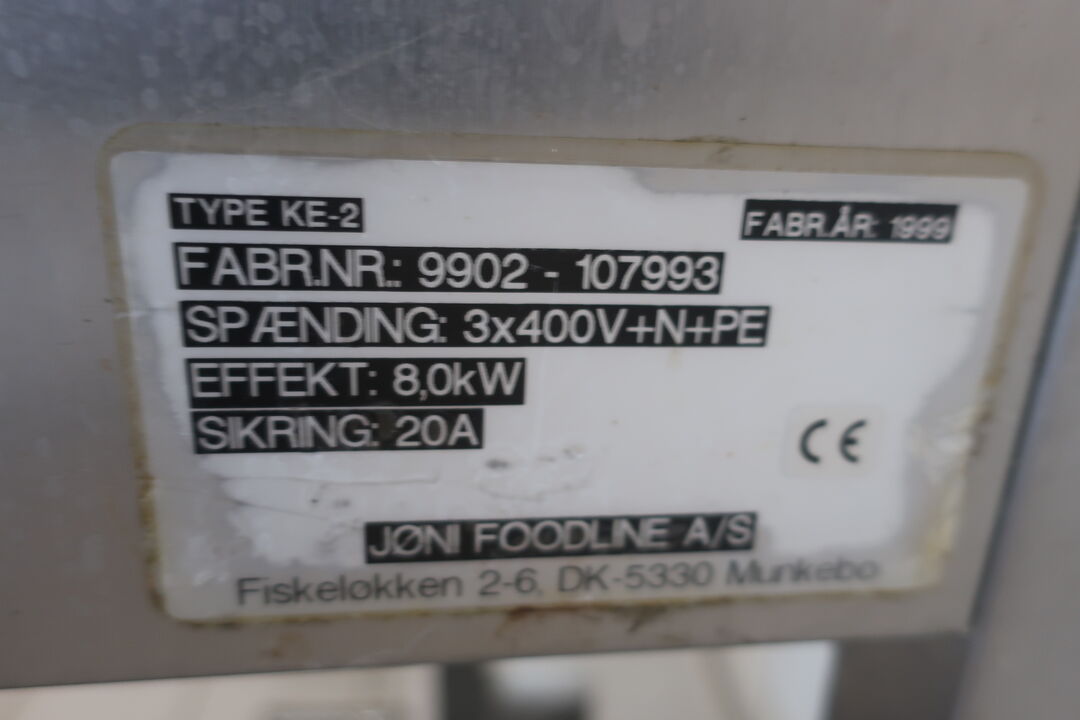 TYPE KE-2
FABR.ÅR: 1999
FABR.NR.: 9902 - 107993
SPÆNDING: 3x400V+N+PE
EFFEKT: 8,0kW
SIKRING: 20A
CE
JØNI FOODLINE A/S
Fiskeløkken 2-6, DK-5330 Munkebo